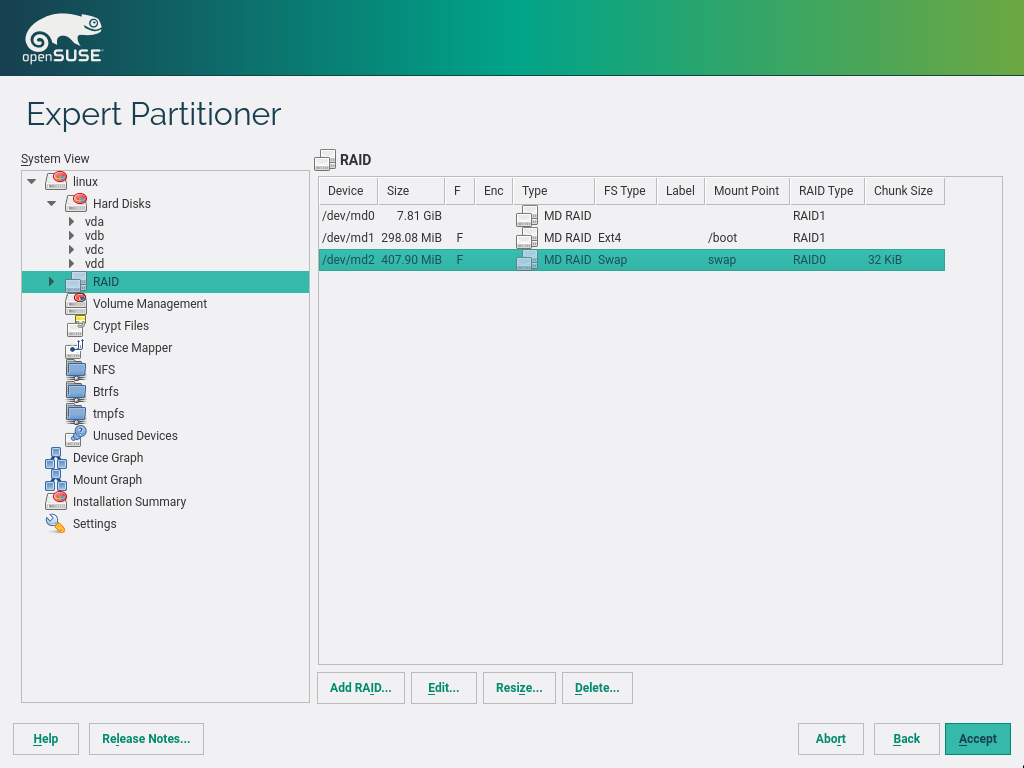 openSUSE
Expert Partitioner
System View
linux
Hard Disks
vda
vdb
vdc
vdd
RAID
Volume Management
Crypt Files
Device Mapper
NFS
Btrfs
tmpfs
Unused Devices
Device Graph
Mount Graph
Installation Summary
Settings
RAID
Device Size F Enc Type FS Type Label Mount Point RAID Type Chunk Size
/dev/md0 7.81 GiB MD RAID RAID1
/dev/md1 298.08 MiB F MD RAID Ext4 /boot RAID1
/dev/md2 407.90 MiB F MD RAID Swap swap RAID0 32 KiB
Add RAID... Edit... Resize... Delete...
Help Release Notes... Abort Back Accept